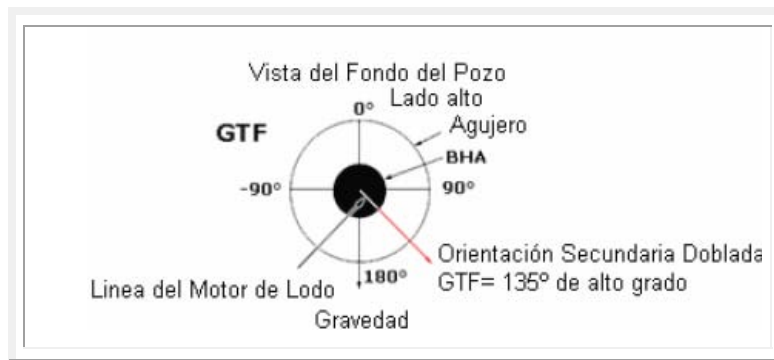 Vista del Fondo del Pozo
0° Lado alto
GTF
Agujero
BHA
-90°
90°
Orientación Secundaria Doblada
GTF= 135º de alto grado
180°
Linea del Motor de Lodo
Gravedad